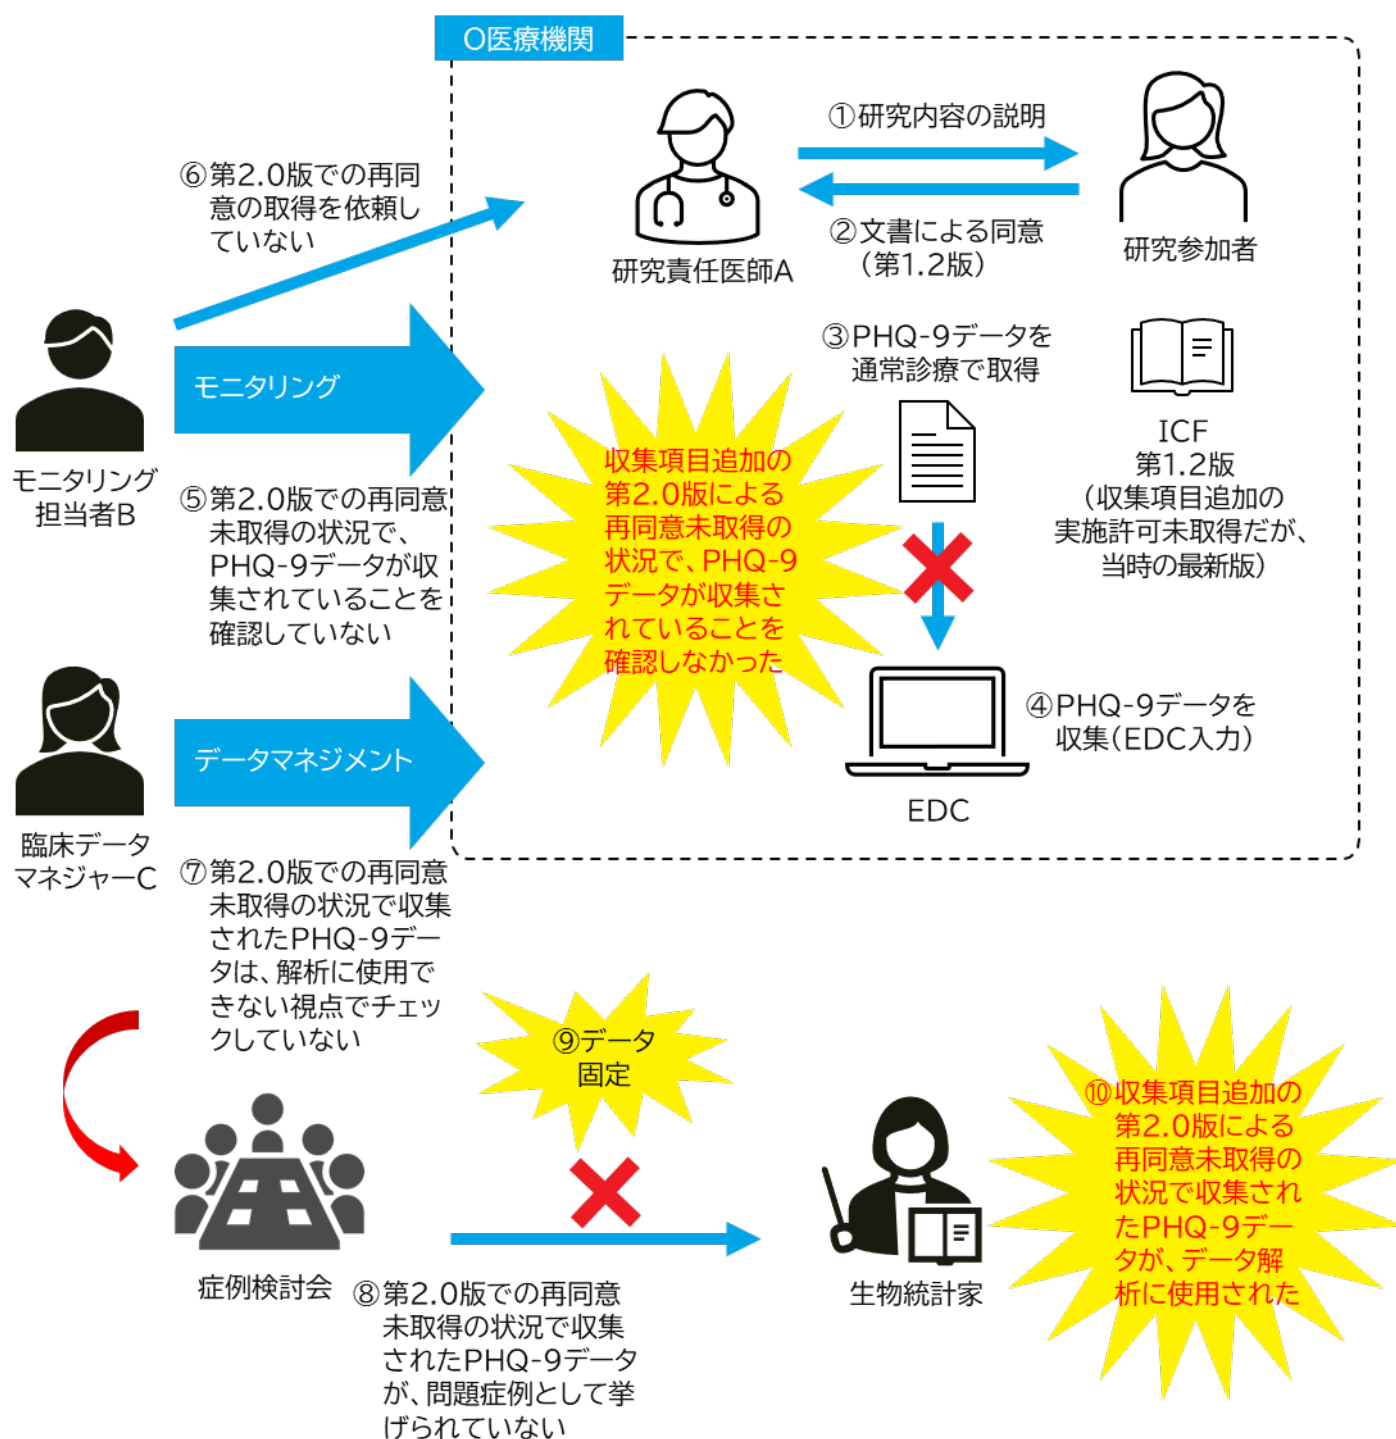 O医療機関
①研究内容の説明
②文書による同意
(第1.2版)
研究責任医師A
研究参加者
⑥第2.0版での再同
意の取得を依頼し
ていない
モニタリング
モニタリング
担当者B
⑤第2.0版での再同意
未取得の状況で、
PHQ-9データが収
集されていることを
確認していない
③PHQ-9データを
通常診療で取得
ICF
第1.2版
(収集項目追加の
実施許可未取得だが、
当時の最新版)
収集項目追加の
第2.0版による
再同意未取得の
状況で、PHQ-9
データが収集さ
れていることを
確認しなかった
④PHQ-9データを
収集(EDC入力)
EDC
データマネジメント
臨床データ
マネジャーC
⑦第2.0版での再同意
未取得の状況で収集
されたPHQ-9デー
タは、解析に使用で
きない視点でチェッ
クしていない
⑨データ
固定
症例検討会
⑧第2.0版での再同意
未取得の状況で収集
されたPHQ-9データ
が、問題症例として挙
げられていない
生物統計家
⑩収集項目追加の
第2.0版による
再同意未取得の
状況で収集され
たPHQ-9デー
タが、データ解
析に使用された